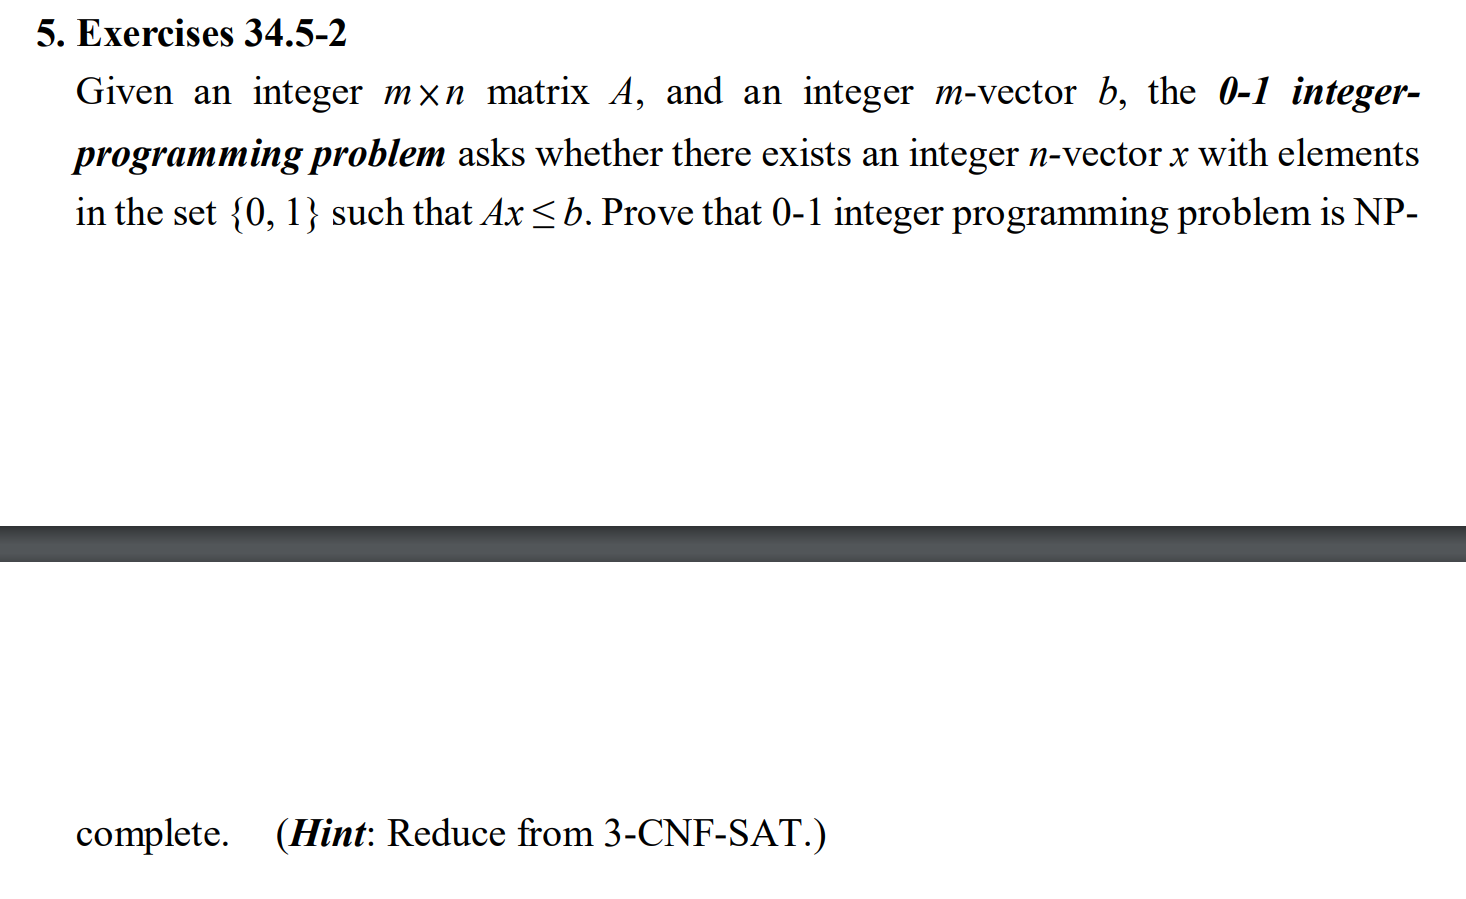 5. Exercises 34.5-2
Given an integer m×n matrix A, and an integer m-vector b, the 0-1 integer-
programming problem asks whether there exists an integer n-vector x with elements
in the set {0, 1} such that Ax ≤ b. Prove that 0-1 integer programming problem is NP-
complete. (Hint: Reduce from 3-CNF-SAT.)